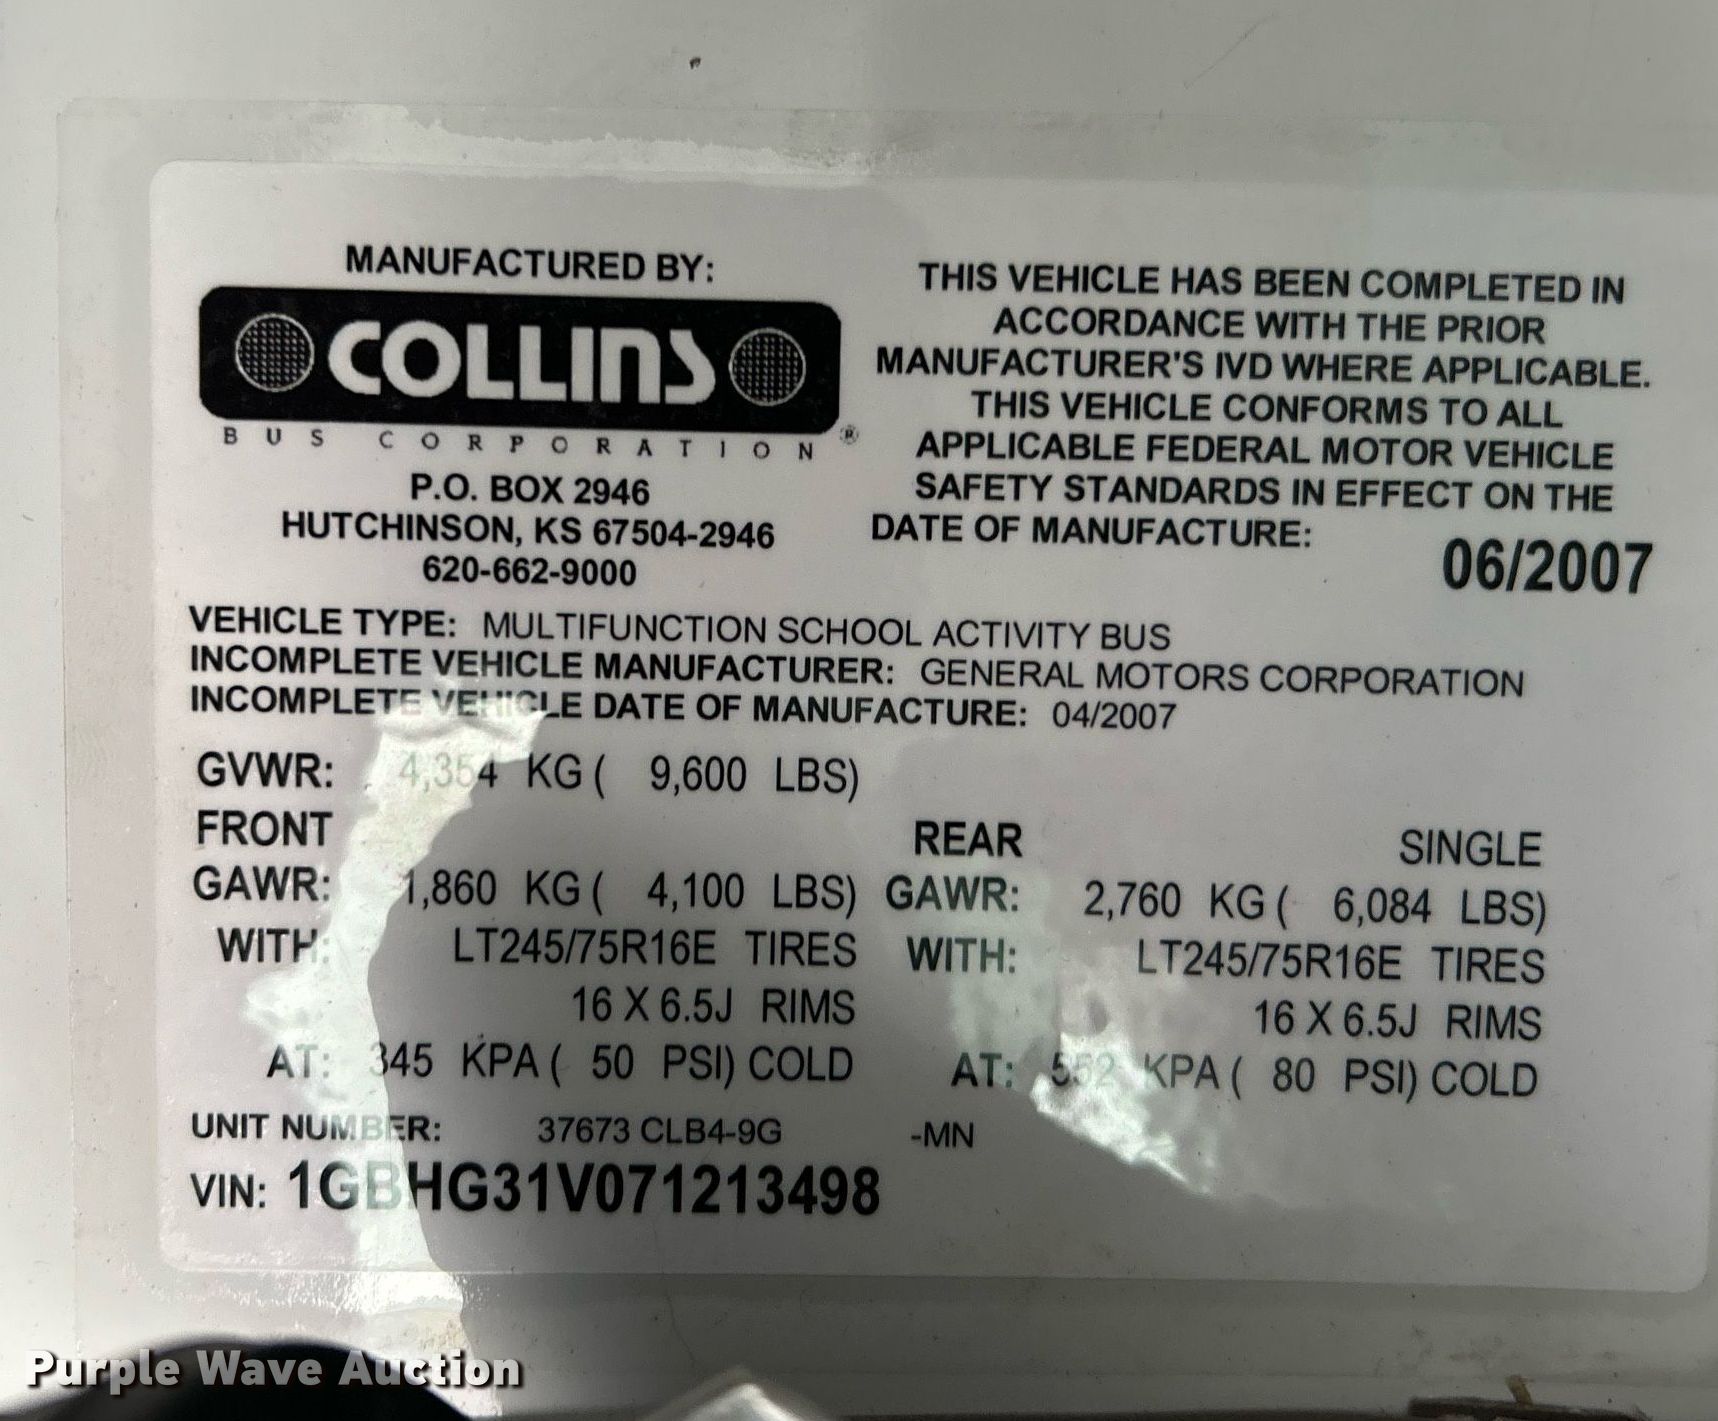 MANUFACTURED BY:
COLLINS
BUS CORPORATION®
P.O. BOX 2946
HUTCHINSON, KS 67504-2946
620-662-9000
THIS VEHICLE HAS BEEN COMPLETED IN
ACCORDANCE WITH THE PRIOR
MANUFACTURER'S IVD WHERE APPLICABLE.
THIS VEHICLE CONFORMS TO ALL
APPLICABLE FEDERAL MOTOR VEHICLE
SAFETY STANDARDS IN EFFECT ON THE
DATE OF MANUFACTURE:
06/2007
VEHICLE TYPE: MULTIFUNCTION SCHOOL ACTIVITY BUS
INCOMPLETE VEHICLE MANUFACTURER: GENERAL MOTORS CORPORATION
INCOMPLETE VEHICLE DATE OF MANUFACTURE: 04/2007
GVWR: 4,354 KG ( 9,600 LBS)
FRONT
GAWR: 1,860 KG ( 4,100 LBS)
WITH: LT245/75R16E TIRES
16 X 6.5J RIMS
AT: 345 KPA ( 50 PSI) COLD
REAR SINGLE
GAWR: 2,760 KG ( 6,084 LBS)
WITH: LT245/75R16E TIRES
16 X 6.5J RIMS
AT: 552 KPA ( 80 PSI) COLD
UNIT NUMBER: 37673 CLB4-9G -MN
VIN: 1GBHG31V071213498
Purple Wave Auction